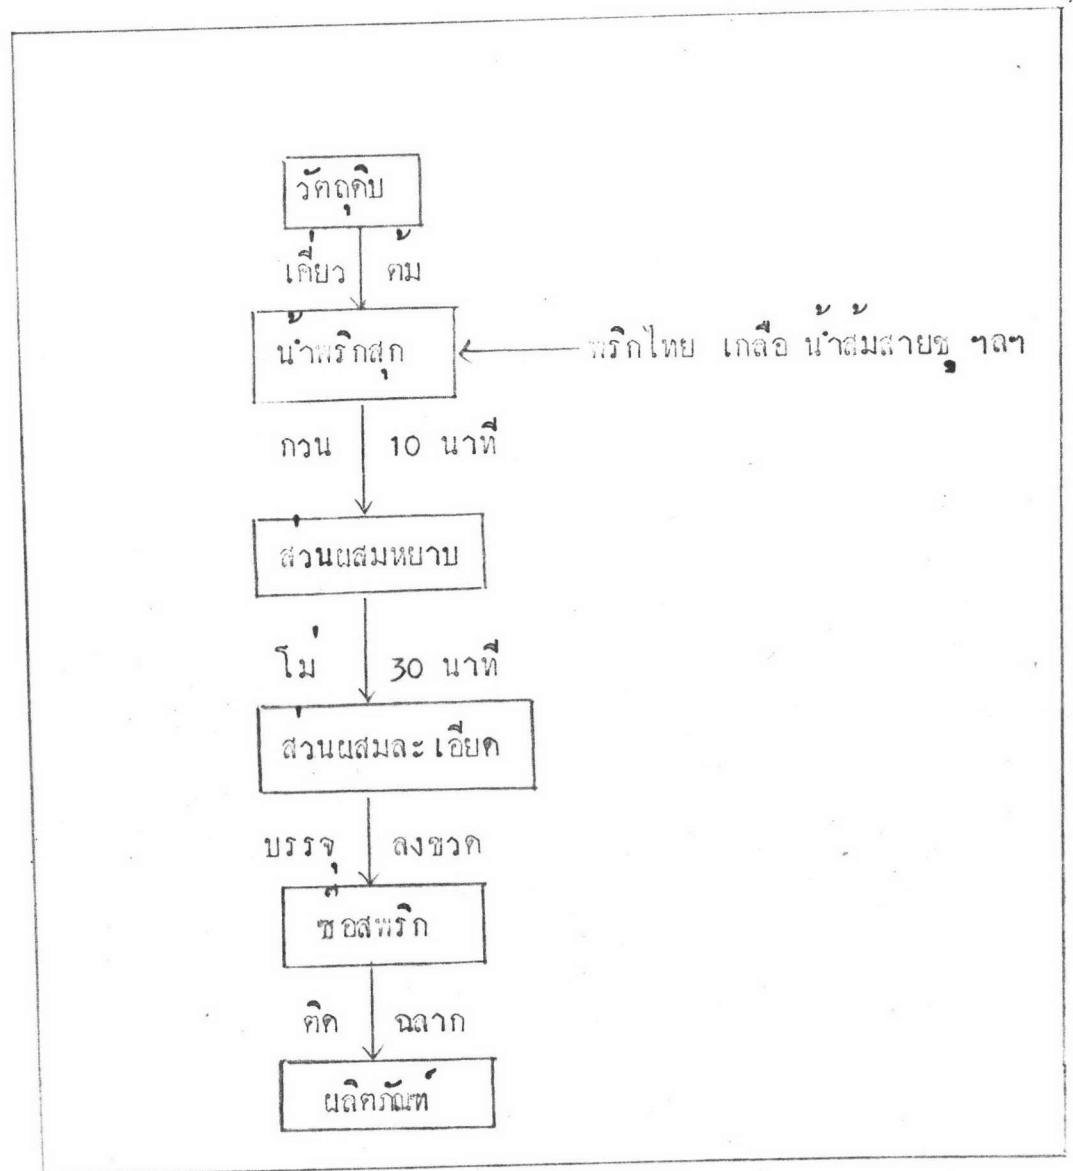 วัตถุดิบ
เคี่ยว ต้ม
น้ำพริกสุก
พริกไทย เกลือ น้ำส้มสายชู ฯลฯ
กวน 10 นาที
ส่วนผสมหยาบ
โม่ 30 นาที
ส่วนผสมละเอียด
บรรจุ ลงขวด
ซ๊อสพริก
ติด ฉลาก
ผลิตภัณฑ์